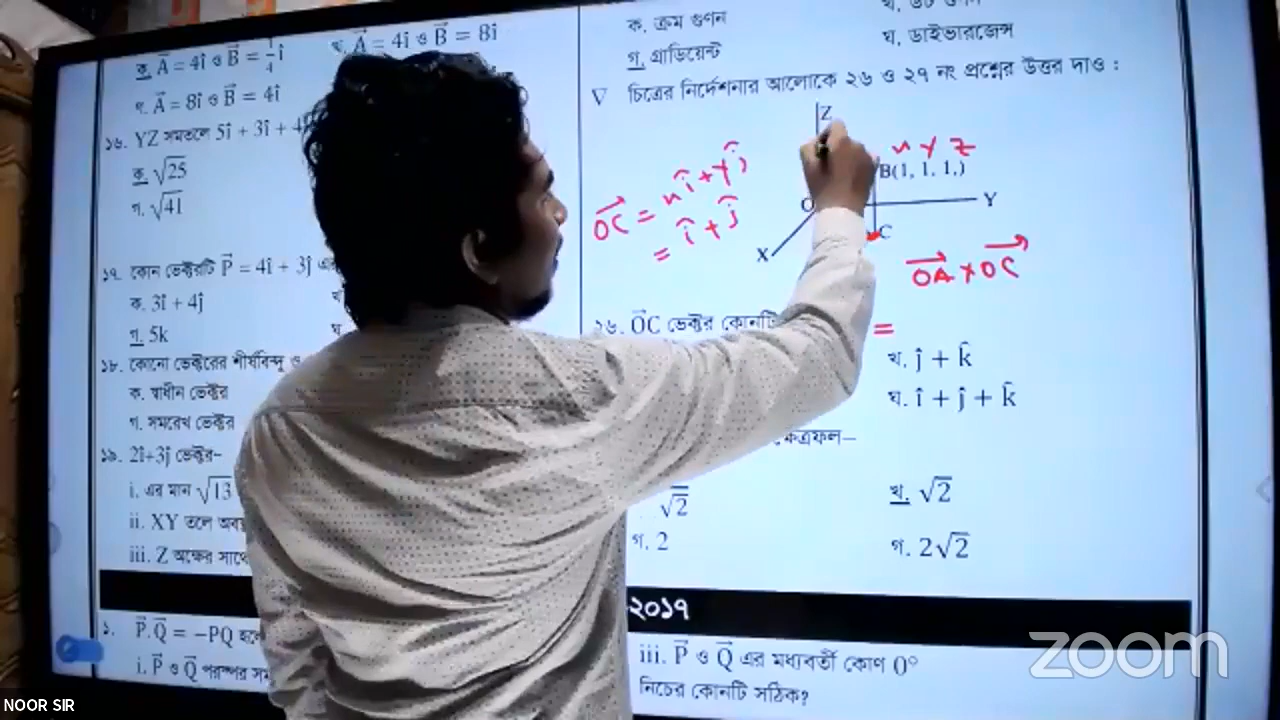 ক. A⃗ = 4î ও B⃗ = 1/4 î
খ. A⃗ = 4î ও B⃗ = 8î
গ. A⃗ = 8î ও B⃗ = 4î
১৬. YZ সমতলে 5î + 3ĵ + 4
ক. √25
গ. √41
১৭. কোন ভেক্টরটি P⃗ = 4î + 3ĵ এর
ক. 3î + 4ĵ
গ. 5k
১৮. কোনো ভেক্টরের শীর্ষবিন্দু ও
ক. স্বাধীন ভেক্টর
গ. সমরেখ ভেক্টর
১৯. 2î+3ĵ ভেক্টর–
i. এর মান √13
ii. XY তলে
iii. Z অক্ষের সাথে
১. P⃗.Q⃗ = −PQ হলে
i. P⃗ ও Q⃗ পরস্পর
ক. ক্রস গুণন
গ. গ্রাডিয়েন্ট
ঘ. ডাইভারজেন্স
∇ চিত্রের নির্দেশনার আলোকে ২৬ ও ২৭ নং প্রশ্নের উত্তর দাও :
Z
x y z
B(1, 1, 1,)
O
Y
X
C
OC⃗ = xî + yĵ
= î + ĵ
OA⃗ × OC⃗
=
২৬. O⃗C ভেক্টর কোনটি
খ. ĵ + k̂
ঘ. î + ĵ + k̂
ক্ষেত্রফল–
√2
খ. √2
গ. 2
গ. 2√2
২০১৭
iii. P⃗ ও Q⃗ এর মধ্যবর্তী কোণ 0°
নিচের কোনটি সঠিক?
zoom
NOOR SIR